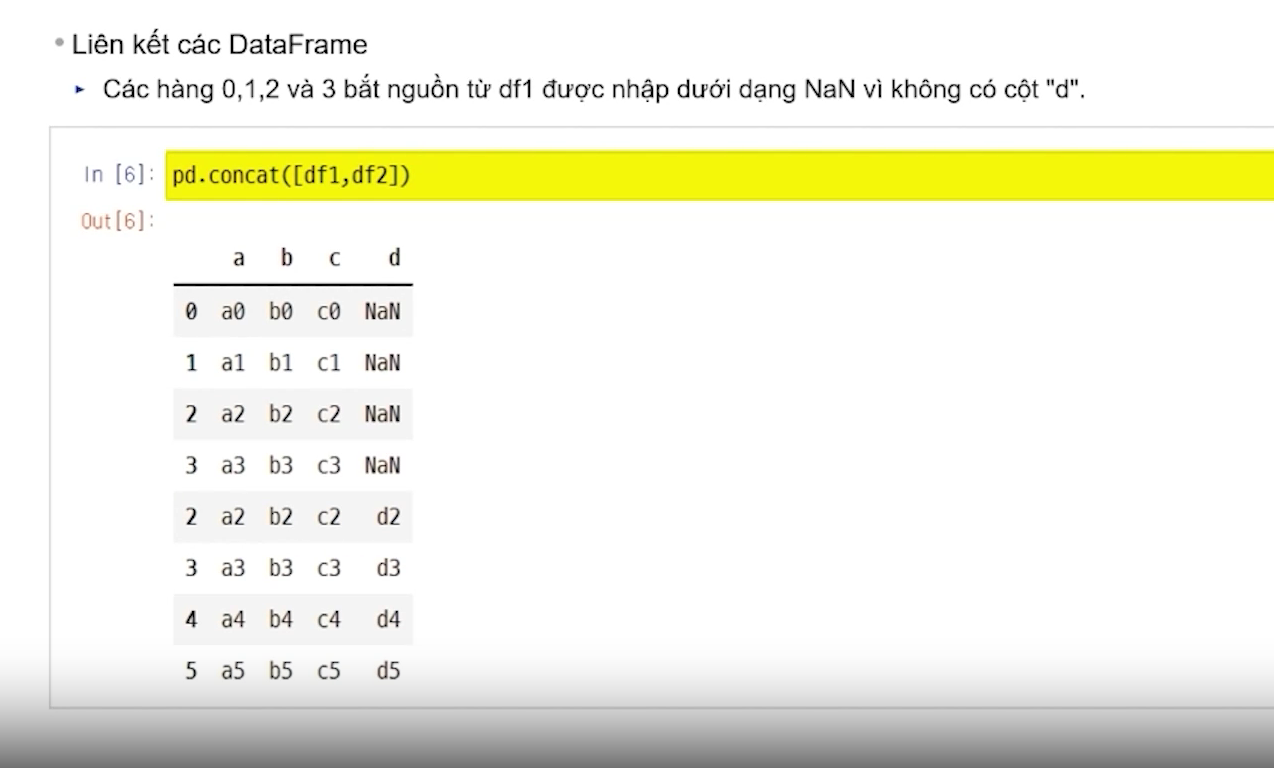 • Liên kết các DataFrame
▸ Các hàng 0,1,2 và 3 bắt nguồn từ df1 được nhập dưới dạng NaN vì không có cột "d".
In [6]: pd.concat([df1,df2])
Out[6]:
a b c d
0 a0 b0 c0 NaN
1 a1 b1 c1 NaN
2 a2 b2 c2 NaN
3 a3 b3 c3 NaN
2 a2 b2 c2 d2
3 a3 b3 c3 d3
4 a4 b4 c4 d4
5 a5 b5 c5 d5